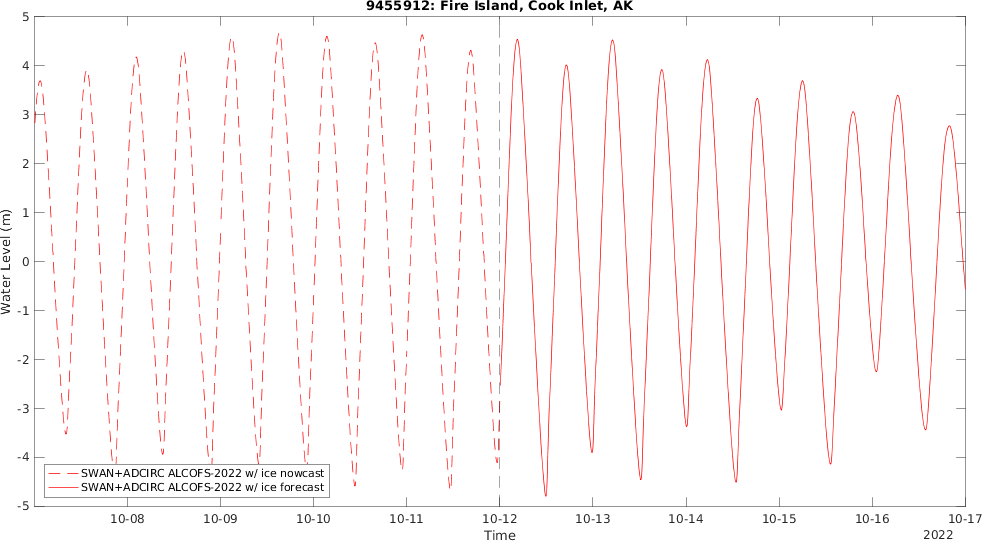 9455912: Fire Island, Cook Inlet, AK
5
4
3
2
1
0
-1
-2
-3
-4
-5
Water Level (m)
SWAN+ADCIRC ALCOFS-2022 w/ ice nowcast
SWAN+ADCIRC ALCOFS-2022 w/ ice forecast
10-08 10-09 10-10 10-11 10-12 10-13 10-14 10-15 10-16 10-17
Time
2022